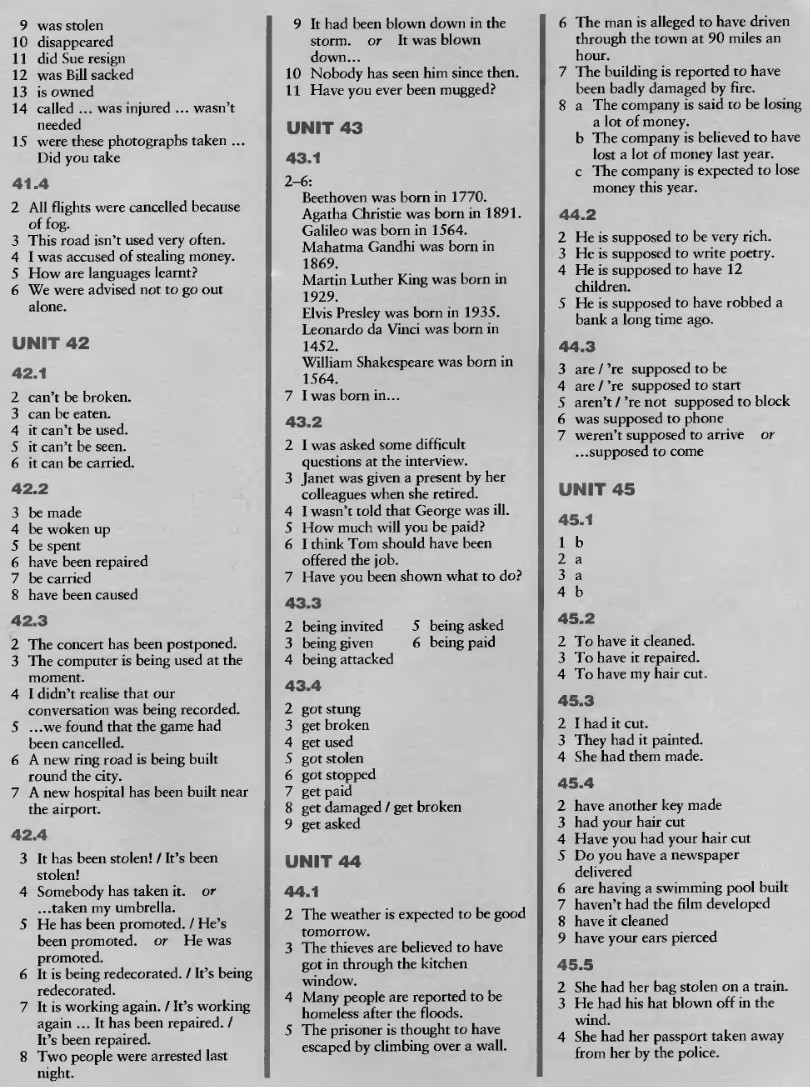 9 was stolen
10 disappeared
11 did Sue resign
12 was Bill sacked
13 is owned
14 called ... was injured ... wasn't
needed
15 were these photographs taken ...
Did you take
41.4
2 All flights were cancelled because
of fog.
3 This road isn't used very often.
4 I was accused of stealing money.
5 How are languages learnt?
6 We were advised not to go out
alone.
UNIT 42
42.1
2 can't be broken.
3 can be eaten.
4 it can't be used.
5 it can't be seen.
6 it can be carried.
42.2
3 be made
4 be woken up
5 be spent
6 have been repaired
7 be carried
8 have been caused
42.3
2 The concert has been postponed.
3 The computer is being used at the
moment.
4 I didn't realise that our
conversation was being recorded.
5 ...we found that the game had
been cancelled.
6 A new ring road is being built
round the city.
7 A new hospital has been built near
the airport.
42.4
3 It has been stolen! / It's been
stolen!
4 Somebody has taken it. or
...taken my umbrella.
5 He has been promoted. / He's
been promoted. or He was
promoted.
6 It is being redecorated. / It's being
redecorated.
7 It is working again. / It's working
again ... It has been repaired. /
It's been repaired.
8 Two people were arrested last
night.
9 It had been blown down in the
storm. or It was blown
down...
10 Nobody has seen him since then.
11 Have you ever been mugged?
UNIT 43
43.1
2-6:
Beethoven was born in 1770.
Agatha Christie was born in 1891.
Galileo was born in 1564.
Mahatma Gandhi was born in
1869.
Martin Luther King was born in
1929.
Elvis Presley was born in 1935.
Leonardo da Vinci was born in
1452.
William Shakespeare was born in
1564.
7 I was born in...
43.2
2 I was asked some difficult
questions at the interview.
3 Janet was given a present by her
colleagues when she retired.
4 I wasn't told that George was ill.
5 How much will you be paid?
6 I think Tom should have been
offered the job.
7 Have you been shown what to do?
43.3
2 being invited 5 being asked
3 being given 6 being paid
4 being attacked
43.4
2 got stung
3 get broken
4 get used
5 got stolen
6 got stopped
7 get paid
8 get damaged / get broken
9 get asked
UNIT 44
44.1
2 The weather is expected to be good
tomorrow.
3 The thieves are believed to have
got in through the kitchen
window.
4 Many people are reported to be
homeless after the floods.
5 The prisoner is thought to have
escaped by climbing over a wall.
6 The man is alleged to have driven
through the town at 90 miles an
hour.
7 The building is reported to have
been badly damaged by fire.
8 a The company is said to be losing
a lot of money.
b The company is believed to have
lost a lot of money last year.
c The company is expected to lose
money this year.
44.2
2 He is supposed to be very rich.
3 He is supposed to write poetry.
4 He is supposed to have 12
children.
5 He is supposed to have robbed a
bank a long time ago.
44.3
3 are / 're supposed to be
4 are / 're supposed to start
5 aren't / 're not supposed to block
6 was supposed to phone
7 weren't supposed to arrive or
...supposed to come
UNIT 45
45.1
1 b
2 a
3 a
4 b
45.2
2 To have it cleaned.
3 To have it repaired.
4 To have my hair cut.
45.3
2 I had it cut.
3 They had it painted.
4 She had them made.
45.4
2 have another key made
3 had your hair cut
4 Have you had your hair cut
5 Do you have a newspaper
delivered
6 are having a swimming pool built
7 haven't had the film developed
8 have it cleaned
9 have your ears pierced
45.5
2 She had her bag stolen on a train.
3 He had his hat blown off in the
wind.
4 She had her passport taken away
from her by the police.